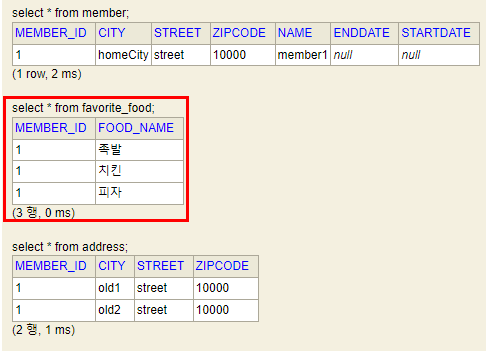 select * from member;
MEMBER_ID CITY STREET ZIPCODE NAME ENDDATE STARTDATE
1 homeCity street 10000 member1 null null
(1 row, 2 ms)
select * from favorite_food;
MEMBER_ID FOOD_NAME
1 족발
1 치킨
1 피자
(3 행, 0 ms)
select * from address;
MEMBER_ID CITY STREET ZIPCODE
1 old1 street 10000
1 old2 street 10000
(2 행, 1 ms)